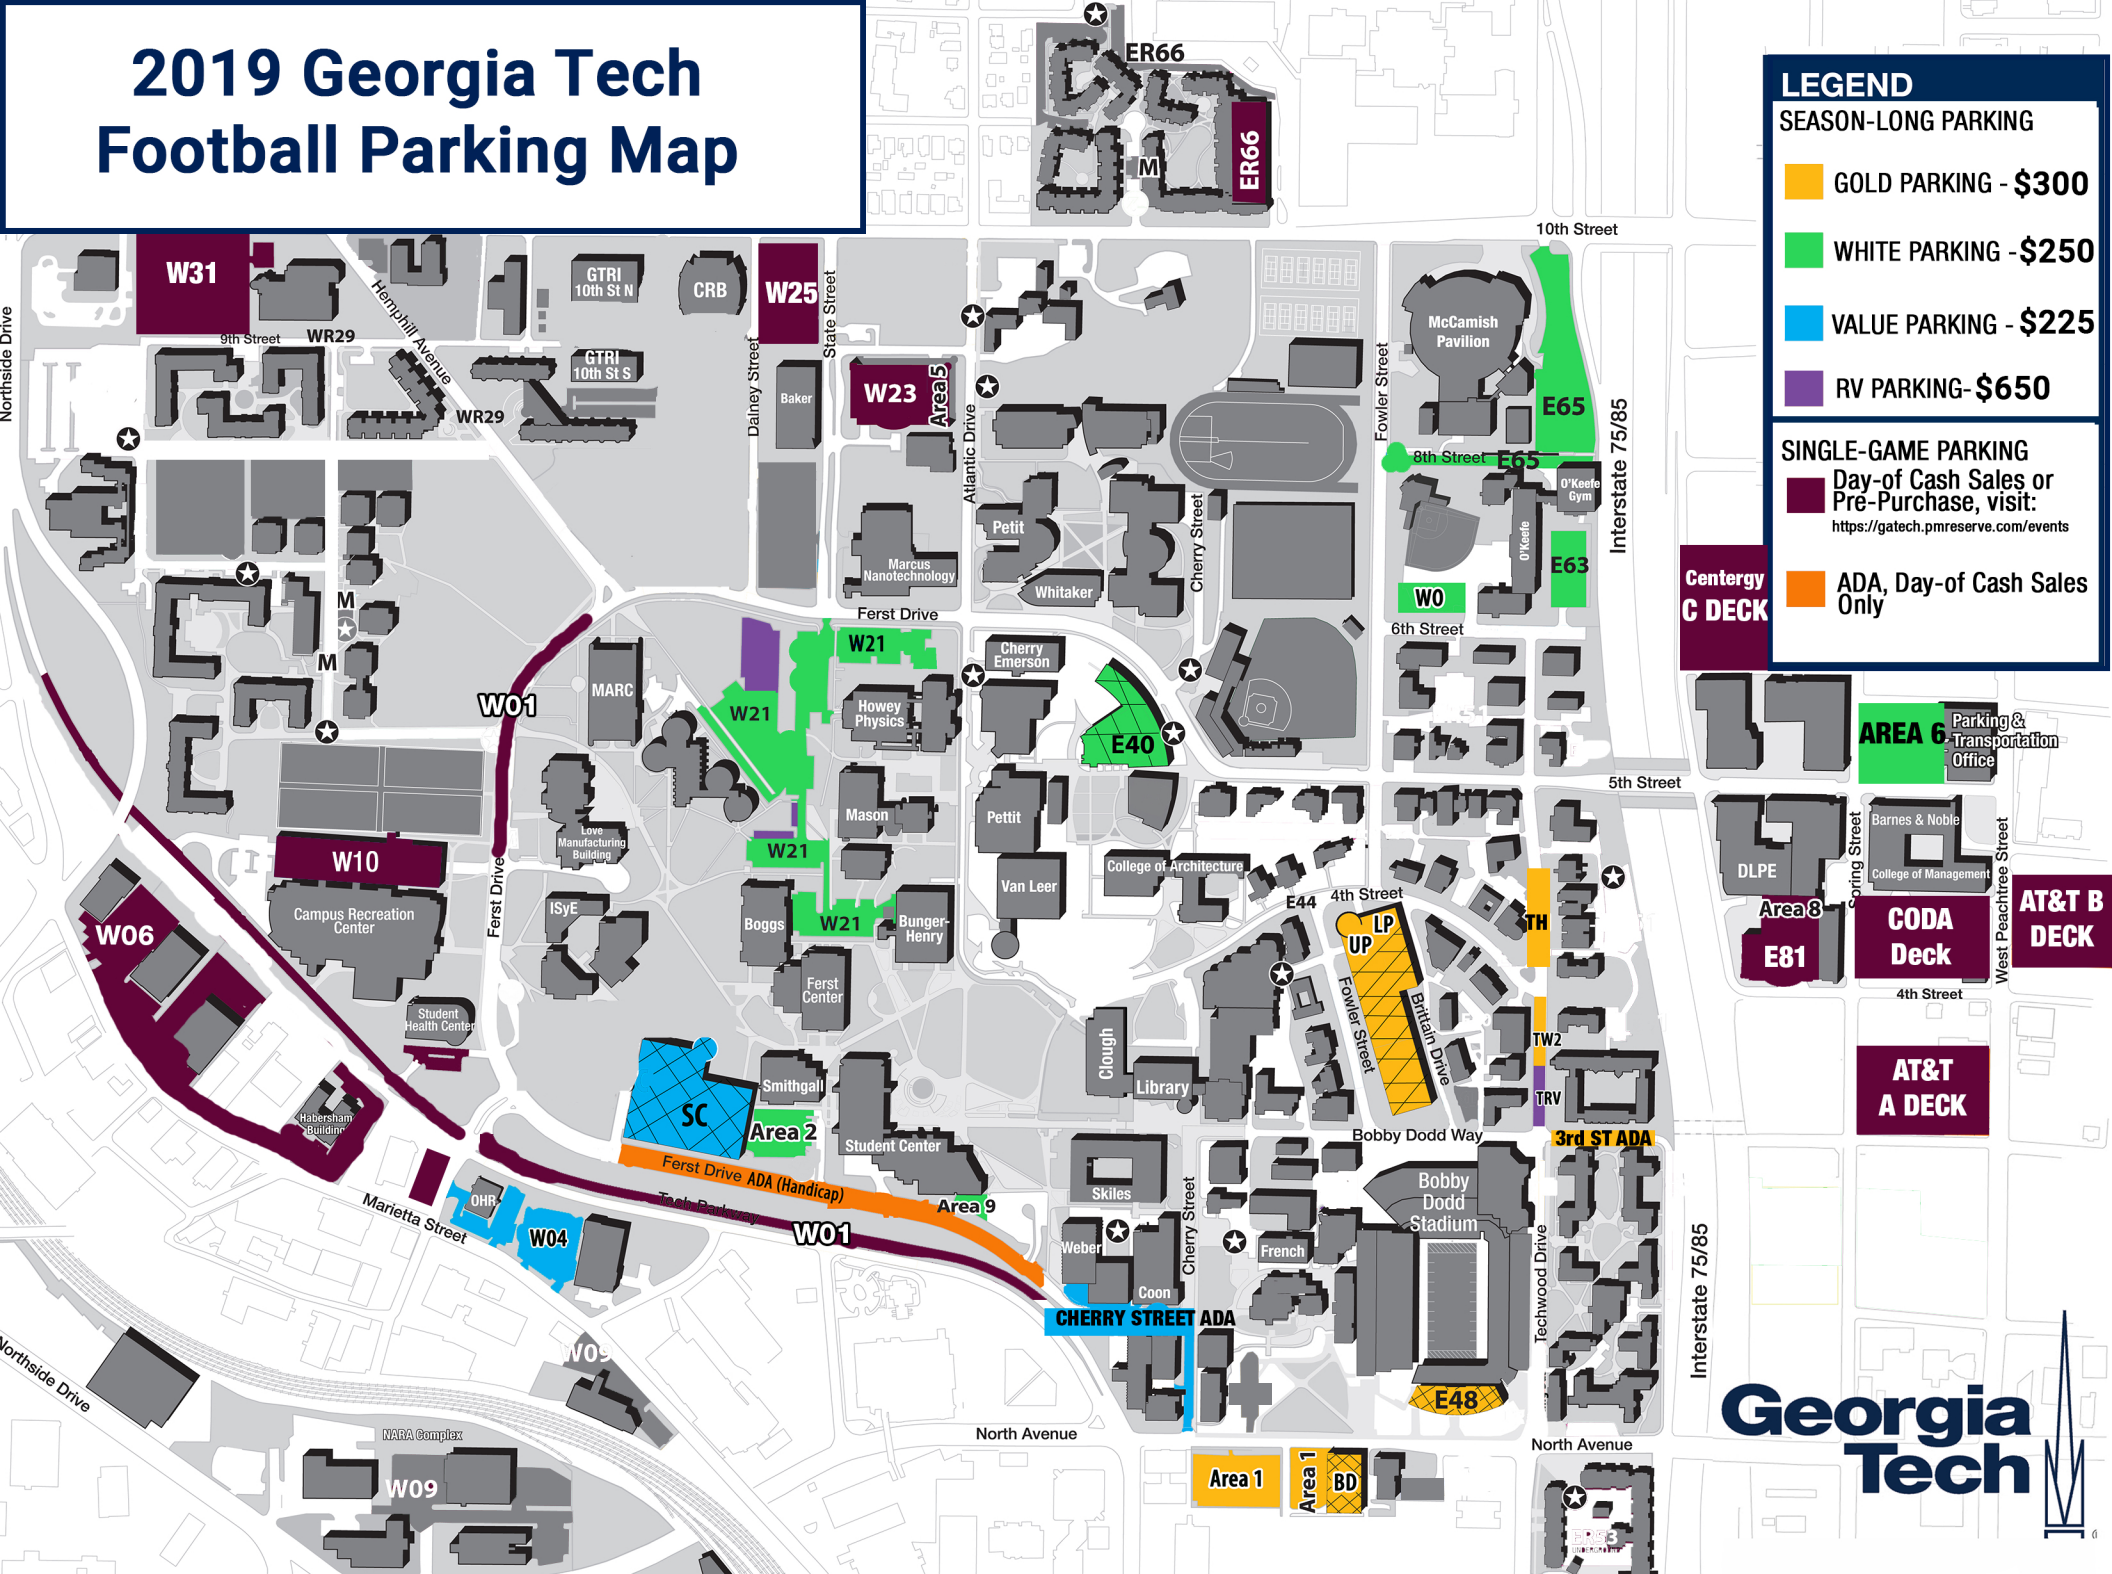 2019 Georgia Tech
Football Parking Map
LEGEND
SEASON-LONG PARKING
GOLD PARKING - $300
WHITE PARKING -$250
VALUE PARKING - $225
RV PARKING- $650
SINGLE-GAME PARKING
Day-of Cash Sales or
Pre-Purchase, visit:
https://gatech.pmreserve.com/events
ADA, Day-of Cash Sales
Only
ER66
ER66
M
10th Street
W31
9th Street
WR29
Hemphill Avenue
WR29
Northside Drive
GTRI
10th St N
GTRI
10th St S
CRB
W25
State Street
Dalney Street
Baker
W23
Area 5
Atlantic Drive
McCamish
Pavilion
Fowler Street
E65
8th Street
E65
Interstate 75/85
O'Keefe
Gym
O'Keefe
E63
W0
6th Street
Petit
Marcus
Nanotechnology
Whitaker
Cherry Street
Ferst Drive
Centergy
C DECK
M
M
W01
MARC
W21
W21
Cherry
Emerson
Howey
Physics
E40
AREA 6
Parking &
Transportation
Office
5th Street
W10
Campus Recreation
Center
Ferst Drive
Love
Manufacturing
Building
ISyE
W21
Mason
W21
Boggs
Bunger-
Henry
Ferst
Center
Pettit
Van Leer
College of Architecture
E44
4th Street
LP
UP
Fowler Street
Brittain Drive
TH
TW2
TRV
DLPE
Spring Street
Barnes & Noble
College of Management
West Peachtree Street
Area 8
E81
CODA
Deck
AT&T B
DECK
4th Street
AT&T
A DECK
W06
Student
Health Center
Habersham
Building
SC
Smithgall
Area 2
Student Center
Clough
Library
Bobby Dodd Way
3rd ST ADA
Ferst Drive ADA (Handicap)
Tech Parkway
W01
Area 9
Skiles
Cherry Street
Weber
Coon
French
Bobby
Dodd
Stadium
Techwood Drive
Interstate 75/85
OHR
W04
Marietta Street
CHERRY STREET ADA
E48
W09
Northside Drive
NARA Complex
W09
North Avenue
North Avenue
Area 1
Area 1
BD
ERS3
UNDERGROUND
Georgia
Tech